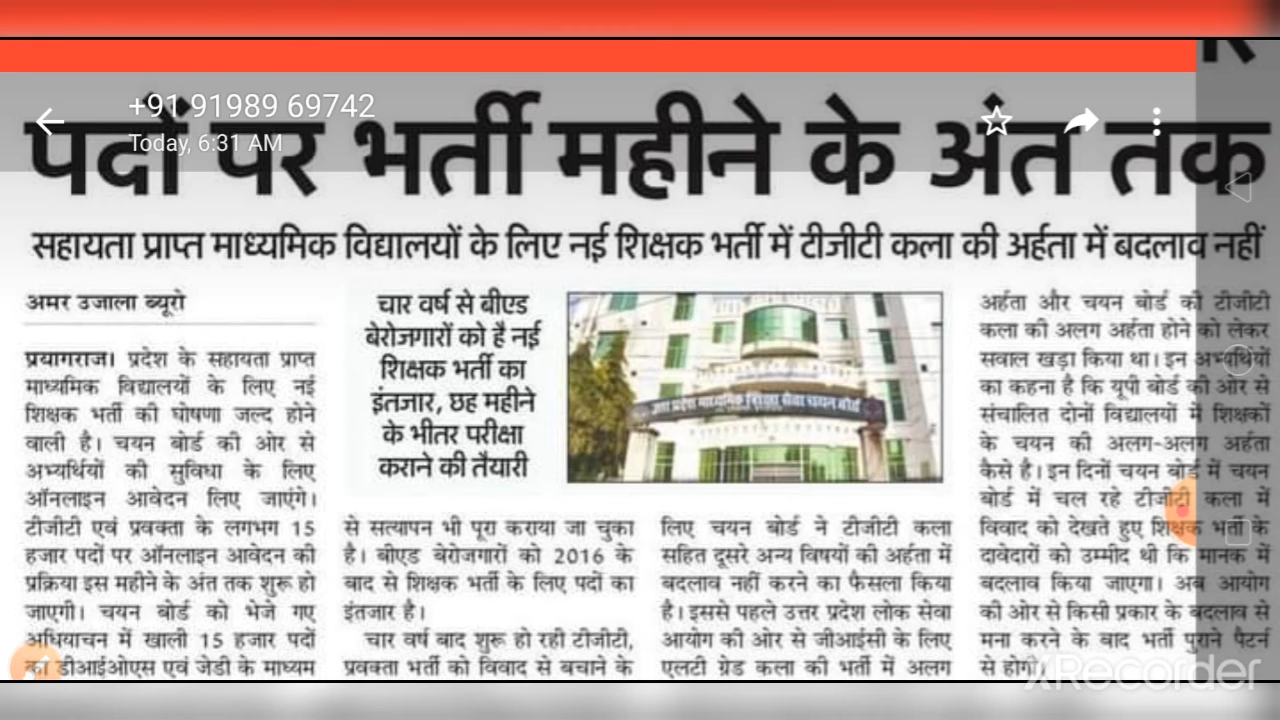 +91 91989 69742
Today, 6:31 AM
पदों पर भर्ती महीने के अंत तक
सहायता प्राप्त माध्यमिक विद्यालयों के लिए नई शिक्षक भर्ती में टीजीटी कला की अर्हता में बदलाव नहीं
अमर उजाला ब्यूरो
प्रयागराज। प्रदेश के सहायता प्राप्त
माध्यमिक विद्यालयों के लिए नई
शिक्षक भर्ती की घोषणा जल्द होने
वाली है। चयन बोर्ड की ओर से
अभ्यर्थियों की सुविधा के लिए
ऑनलाइन आवेदन लिए जाएंगे।
टीजीटी एवं प्रवक्ता के लगभग 15
हजार पदों पर ऑनलाइन आवेदन की
प्रक्रिया इस महीने के अंत तक शुरू हो
जाएगी। चयन बोर्ड को भेजे गए
अधियाचन में खाली 15 हजार पदों
का डीआईओएस एवं जेडी के माध्यम
चार वर्ष से बीएड
बेरोजगारों को है नई
शिक्षक भर्ती का
इंतजार, छह महीने
के भीतर परीक्षा
कराने की तैयारी
उत्तर प्रदेश माध्यमिक शिक्षा सेवा चयन बोर्ड
से सत्यापन भी पूरा कराया जा चुका
है। बीएड बेरोजगारों को 2016 के
बाद से शिक्षक भर्ती के लिए पदों का
इंतजार है।
चार वर्ष बाद शुरू हो रही टीजीटी,
प्रवक्ता भर्ती को विवाद से बचाने के
लिए चयन बोर्ड ने टीजीटी कला
सहित दूसरे अन्य विषयों की अर्हता में
बदलाव नहीं करने का फैसला किया
है। इससे पहले उत्तर प्रदेश लोक सेवा
आयोग की ओर से जीआईसी के लिए
एलटी ग्रेड कला की भर्ती में अलग
अर्हता और चयन बोर्ड की टीजीटी
कला की अलग अर्हता होने को लेकर
सवाल खड़ा किया था। इन अभ्यर्थियों
का कहना है कि यूपी बोर्ड की ओर से
संचालित दोनों विद्यालयों में शिक्षकों
के चयन की अलग-अलग अर्हता
कैसे है। इन दिनों चयन बोर्ड में चयन
बोर्ड में चल रहे टीजीटी कला में
विवाद को देखते हुए शिक्षक भर्ती के
दावेदारों को उम्मीद थी कि मानक में
बदलाव किया जाएगा। अब आयोग
की ओर से किसी प्रकार के बदलाव से
मना करने के बाद भर्ती पुराने पैटर्न
से होगी।
XRecorder